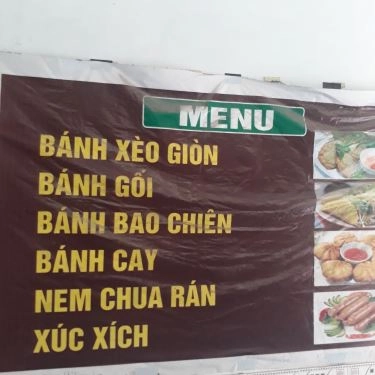 MENU
BÁNH XÈO GIÒN
BÁNH GỐI
BÁNH BAO CHIÊN
BÁNH CAY
NEM CHUA RÁN
XÚC XÍCH